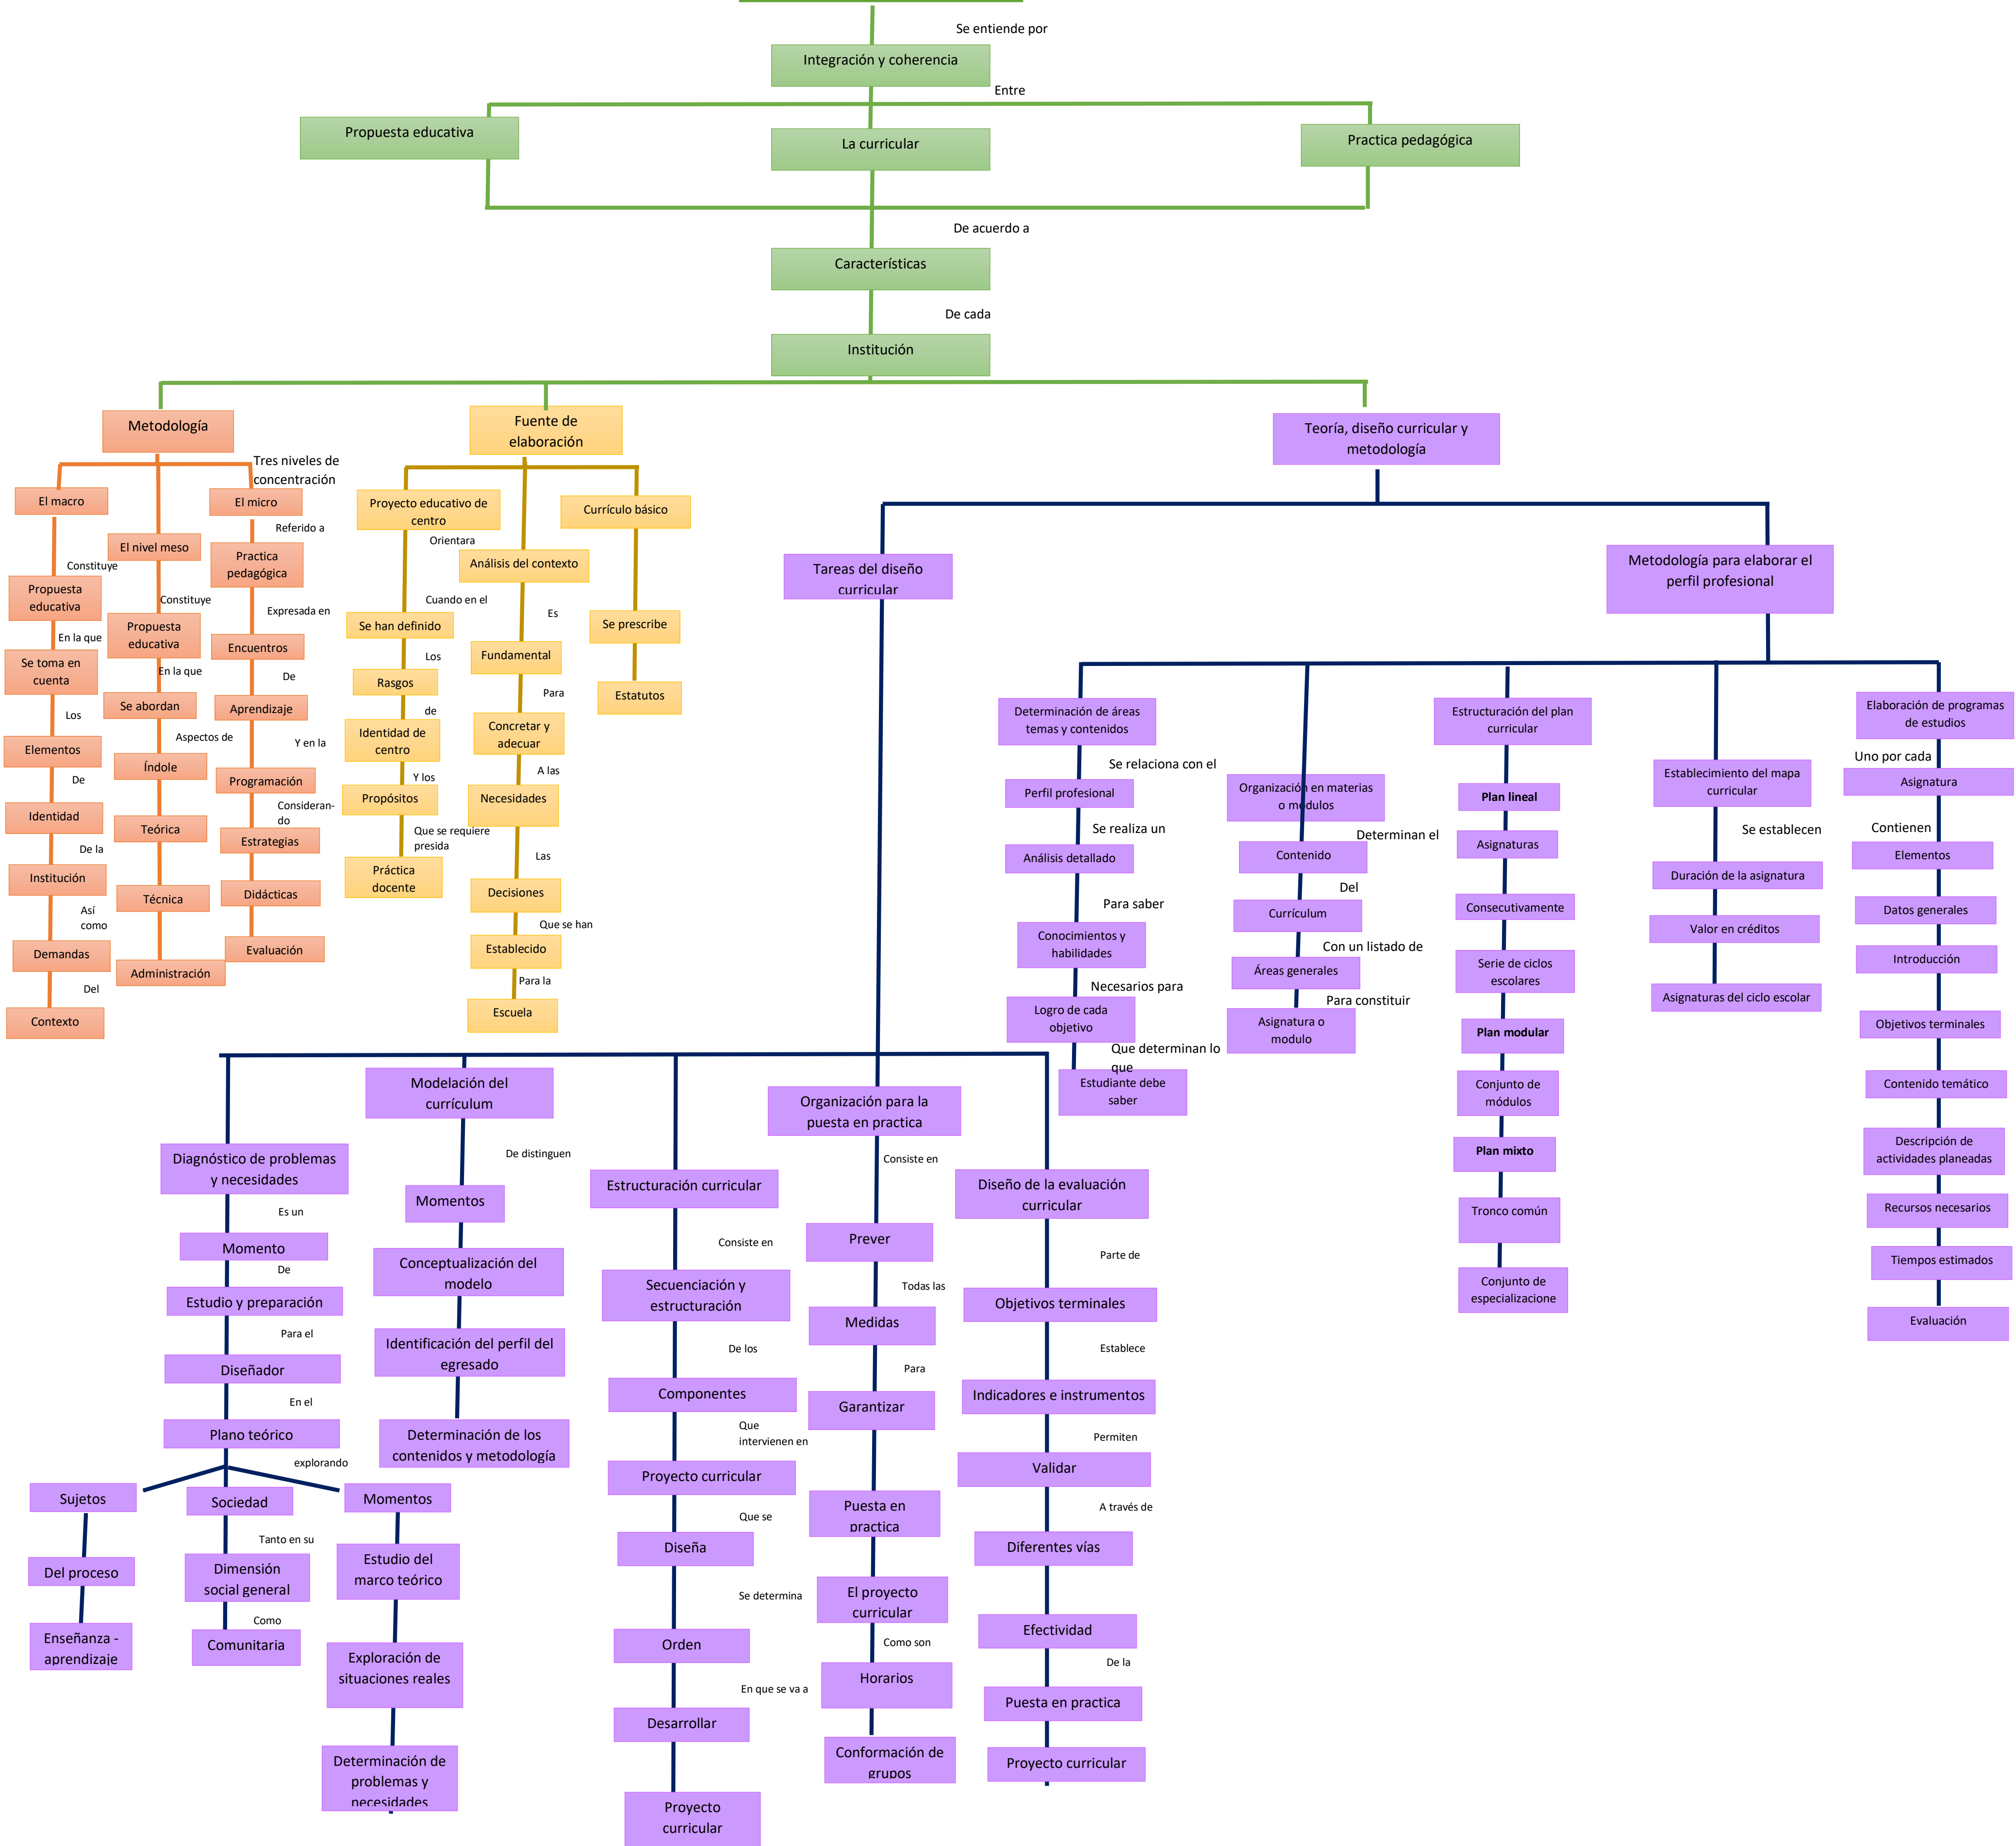 Se entiende por
Integración y coherencia
Entre
Propuesta educativa
La curricular
Practica pedagógica
De acuerdo a
Características
De cada
Institución
Metodología
Tres niveles de
concentración
El macro
Constituye
Propuesta
educativa
En la que
Se toma en
cuenta
Los
Elementos
De
Identidad
De la
Institución
Así
como
Demandas
Del
Contexto
El nivel meso
Constituye
Propuesta
educativa
En la que
Se abordan
Aspectos de
Índole
Teórica
Técnica
Administración
El micro
Referido a
Practica
pedagógica
Expresada en
Encuentros
De
Aprendizaje
Y en la
Programación
Consideran-
do
Estrategias
Didácticas
Evaluación
Fuente de
elaboración
Proyecto educativo de
centro
Orientara
Cuando en el
Se han definido
Los
Rasgos
de
Identidad de
centro
Y los
Propósitos
Que se requiere
presida
Práctica
docente
Análisis del contexto
Es
Fundamental
Para
Concretar y
adecuar
A las
Necesidades
Las
Decisiones
Que se han
Establecido
Para la
Escuela
Currículo básico
Se prescribe
Estatutos
Teoría, diseño curricular y
metodología
Tareas del diseño
curricular
Metodología para elaborar el
perfil profesional
Determinación de áreas
temas y contenidos
Se relaciona con el
Perfil profesional
Se realiza un
Análisis detallado
Para saber
Conocimientos y
habilidades
Necesarios para
Logro de cada
objetivo
Que determinan lo
que
Estudiante debe
saber
Organización en materias
o módulos
Determinan el
Contenido
Del
Currículum
Con un listado de
Áreas generales
Para constituir
Asignatura o
modulo
Estructuración del plan
curricular
Plan lineal
Asignaturas
Consecutivamente
Serie de ciclos
escolares
Plan modular
Conjunto de
módulos
Plan mixto
Tronco común
Conjunto de
especializacione
Establecimiento del mapa
curricular
Se establecen
Duración de la asignatura
Valor en créditos
Asignaturas del ciclo escolar
Elaboración de programas
de estudios
Uno por cada
Asignatura
Contienen
Elementos
Datos generales
Introducción
Objetivos terminales
Contenido temático
Descripción de
actividades planeadas
Recursos necesarios
Tiempos estimados
Evaluación
Diagnóstico de problemas
y necesidades
Es un
Momento
De
Estudio y preparación
Para el
Diseñador
En el
Plano teórico
explorando
Sujetos
Del proceso
Enseñanza -
aprendizaje
Sociedad
Tanto en su
Dimensión
social general
Como
Comunitaria
Momentos
Estudio del
marco teórico
Exploración de
situaciones reales
Determinación de
problemas y
necesidades
Modelación del
currículum
De distinguen
Momentos
Conceptualización del
modelo
Identificación del perfil del
egresado
Determinación de los
contenidos y metodología
Estructuración curricular
Consiste en
Secuenciación y
estructuración
De los
Componentes
Que
intervienen en
Proyecto curricular
Que se
Diseña
Se determina
Orden
En que se va a
Desarrollar
Proyecto
curricular
Organización para la
puesta en practica
Consiste en
Prever
Todas las
Medidas
Para
Garantizar
Puesta en
practica
El proyecto
curricular
Como son
Horarios
Conformación de
grupos
Diseño de la evaluación
curricular
Parte de
Objetivos terminales
Establece
Indicadores e instrumentos
Permiten
Validar
A través de
Diferentes vías
Efectividad
De la
Puesta en practica
Proyecto curricular